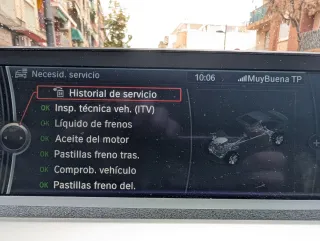 Necesid. servicio
10:06
MuyBuena TP
Historial de servicio
OK Insp. técnica veh. (ITV)
OK Líquido de frenos
OK Aceite del motor
OK Pastillas freno tras.
OK Comprob. vehículo
OK Pastillas freno del.